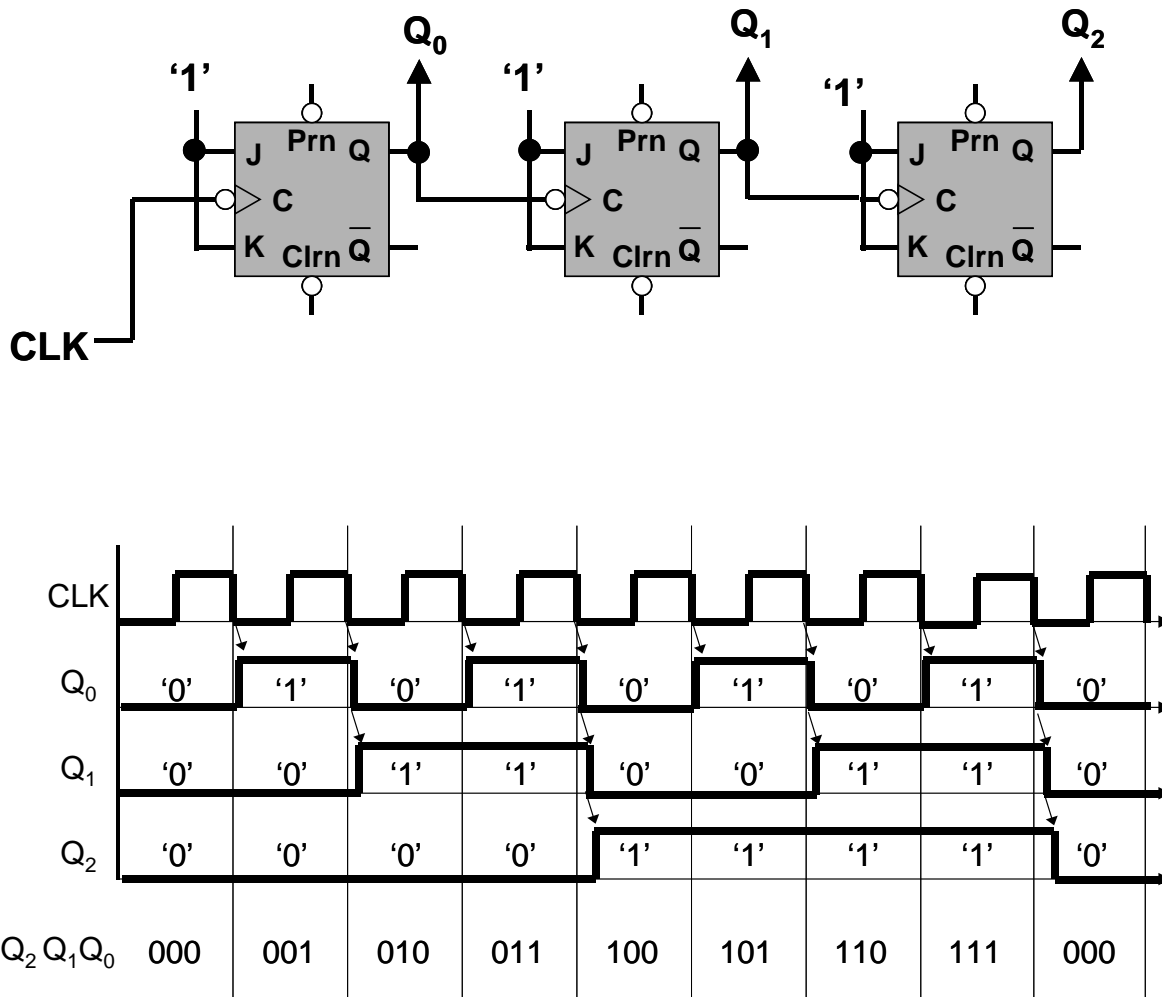 Q0 Q1 Q2
‘1’ ‘1’ ‘1’
Prn Prn Prn
J Q J Q J Q
C C C
K Q K Q K Q
Clrn Clrn Clrn
CLK
CLK
Q0 ‘0’ ‘1’ ‘0’ ‘1’ ‘0’ ‘1’ ‘0’ ‘1’ ‘0’
Q1 ‘0’ ‘0’ ‘1’ ‘1’ ‘0’ ‘0’ ‘1’ ‘1’ ‘0’
Q2 ‘0’ ‘0’ ‘0’ ‘0’ ‘1’ ‘1’ ‘1’ ‘1’ ‘0’
Q2 Q1Q0 000 001 010 011 100 101 110 111 000